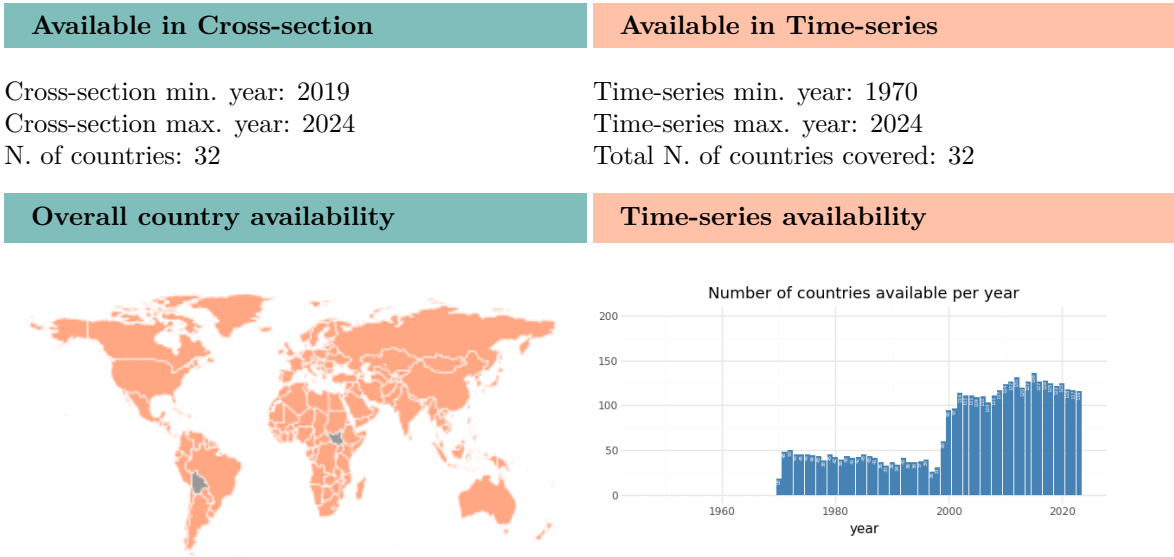 Available in Cross-section
Available in Time-series
Cross-section min. year: 2019
Cross-section max. year: 2024
N. of countries: 32
Time-series min. year: 1970
Time-series max. year: 2024
Total N. of countries covered: 32
Overall country availability
Time-series availability
Number of countries available per year
200
150
100
50
0
1960
1980
2000
2020
year